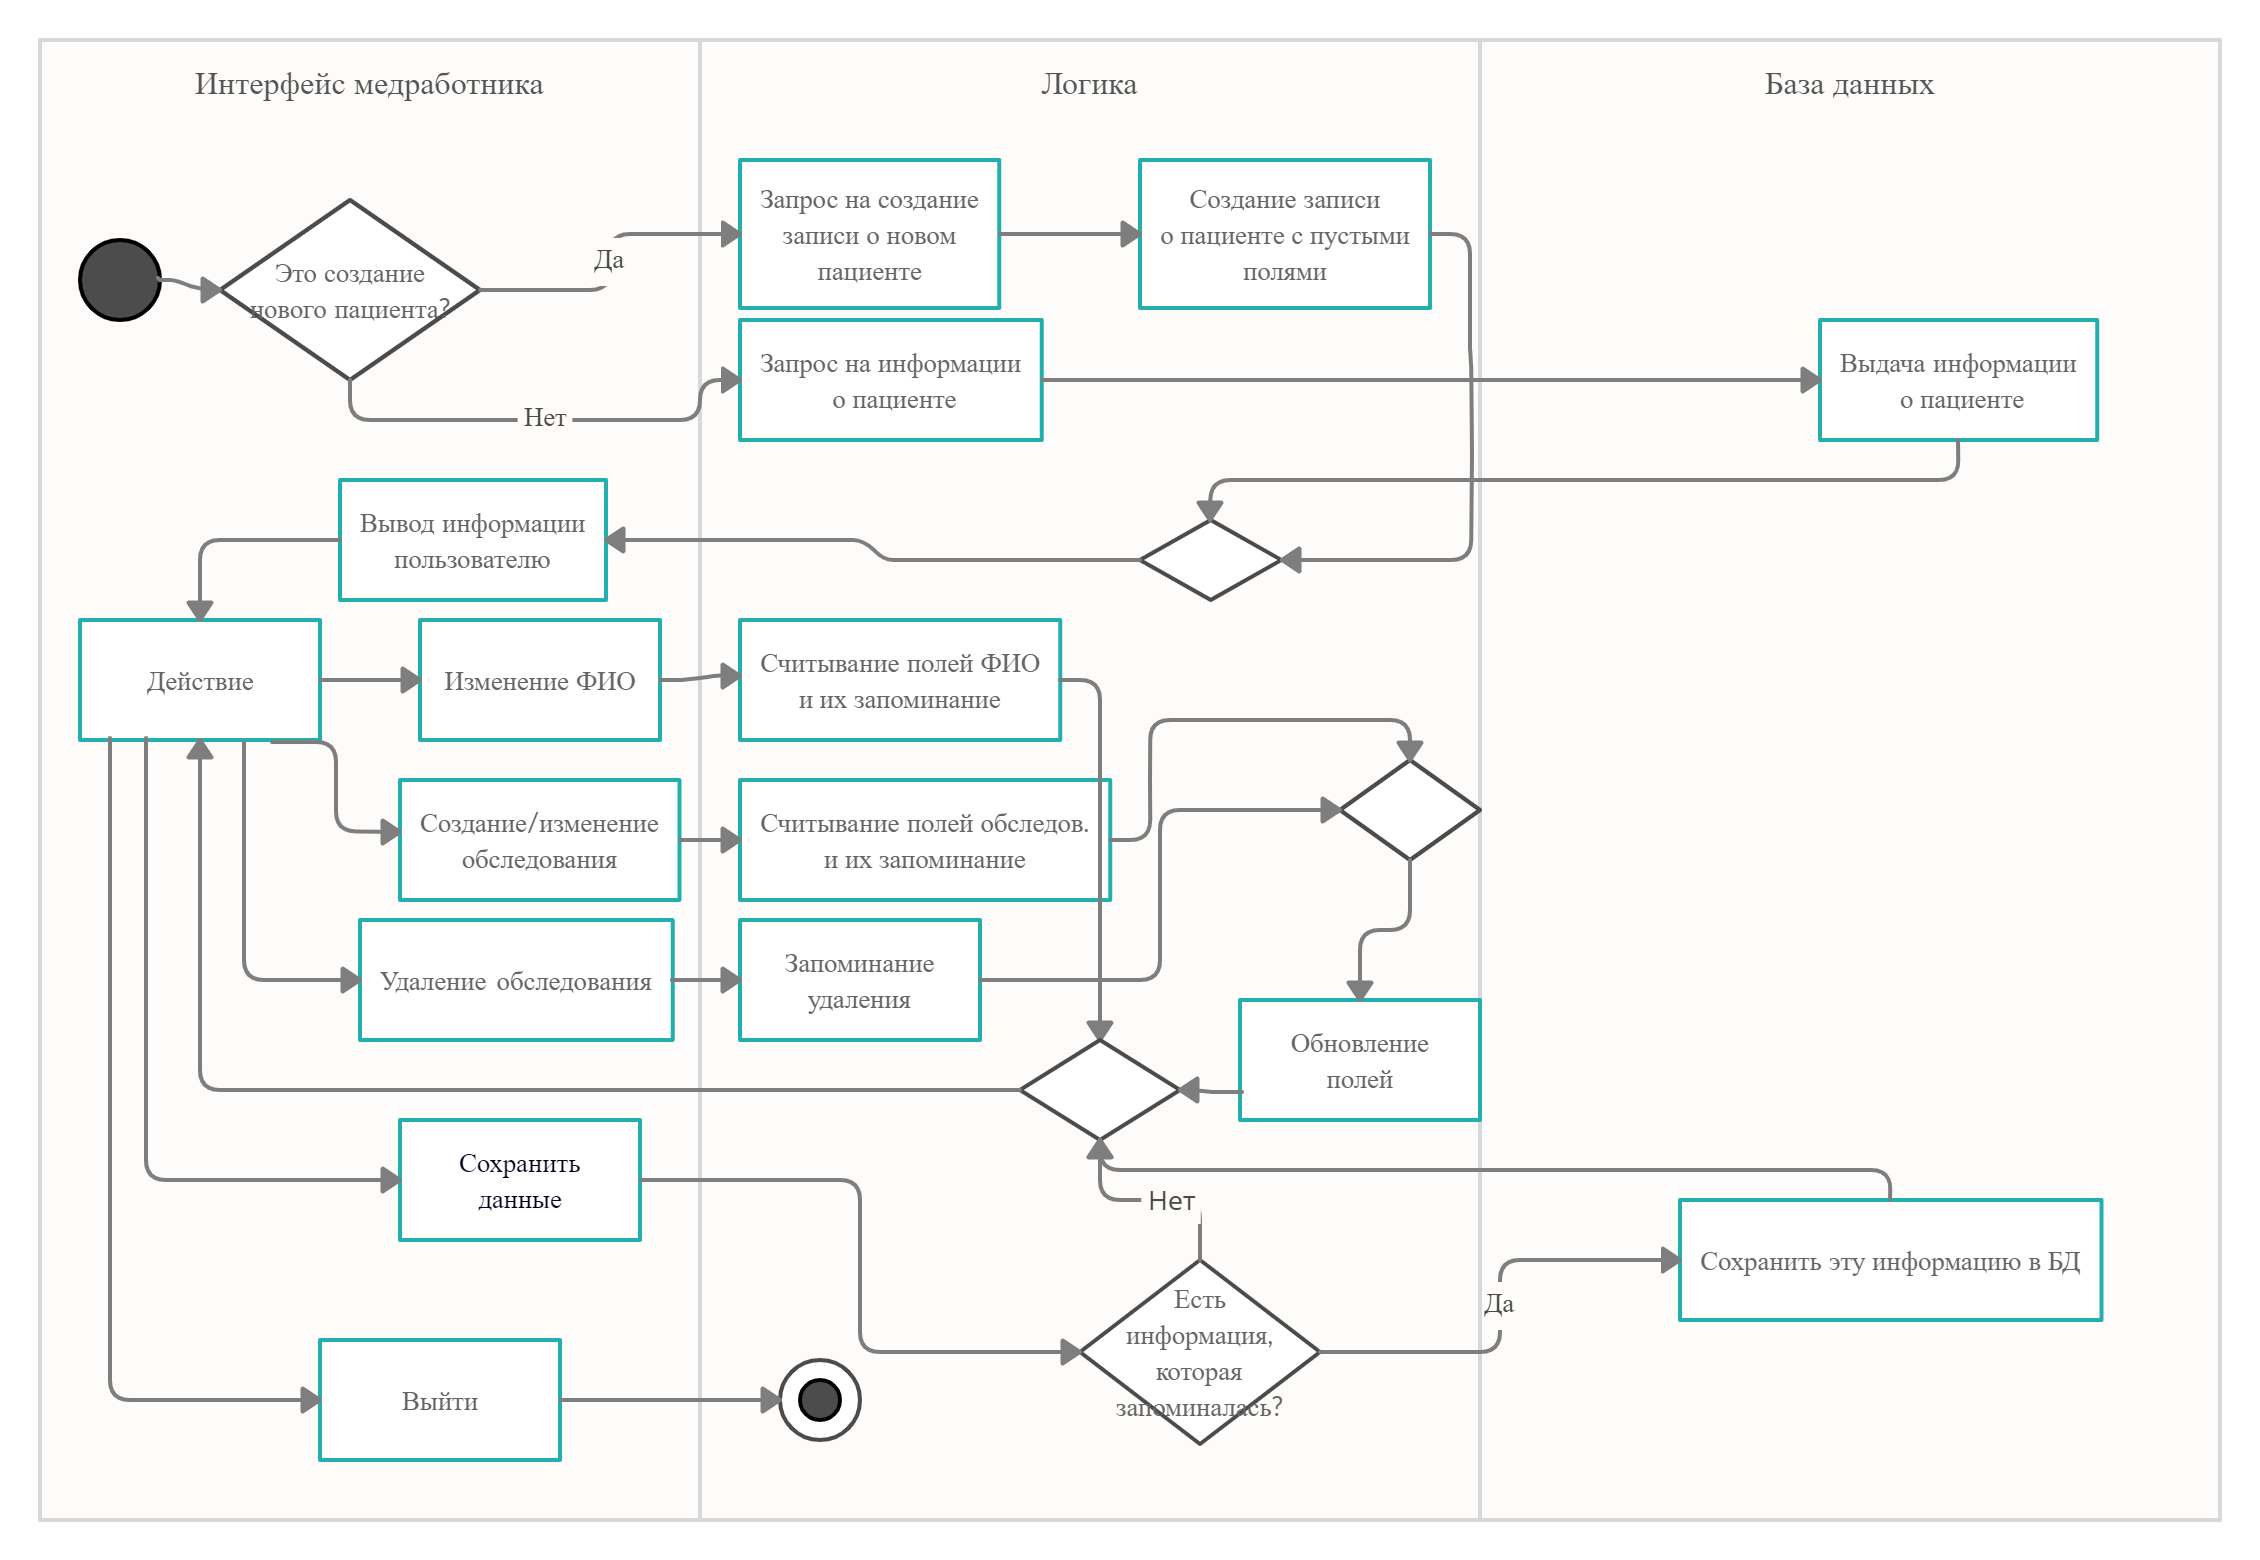 Интерфейс медработника
Логика
База данных
Это создание
нового пациента?
Да
Запрос на создание
записи о новом
пациенте
Создание записи
о пациенте с пустыми
полями
Нет
Запрос на информации
о пациенте
Выдача информации
о пациенте
Вывод информации
пользователю
Действие
Изменение ФИО
Считывание полей ФИО
и их запоминание
Создание/изменение
обследования
Считывание полей обследов.
и их запоминание
Удаление обследования
Запоминание
удаления
Обновление
полей
Сохранить
данные
Нет
Есть
информация,
которая
запоминалась?
Да
Сохранить эту информацию в БД
Выйти